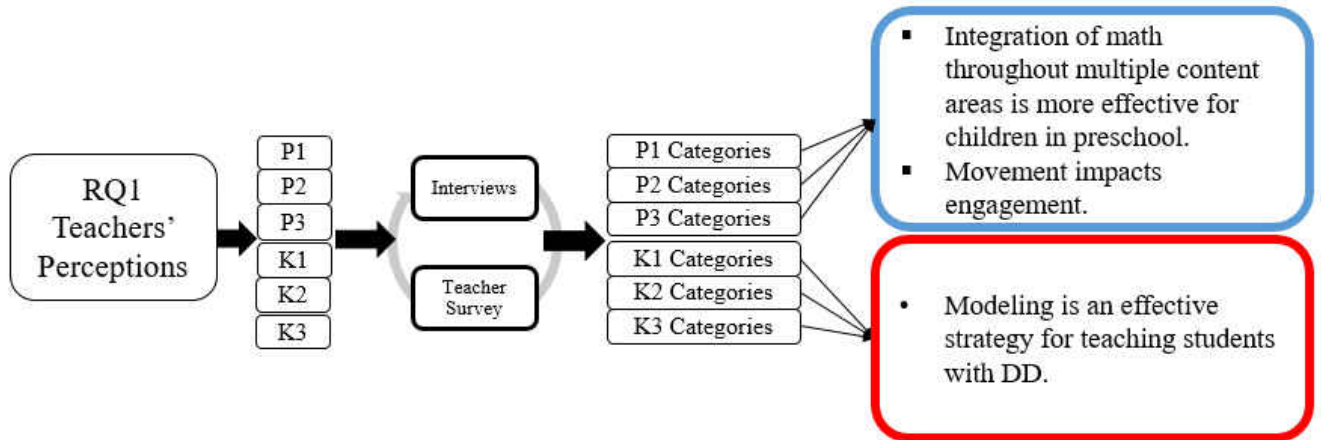 RQ1
Teachers’
Perceptions
P1
P2
P3
K1
K2
K3
Interviews
Teacher
Survey
P1 Categories
P2 Categories
P3 Categories
K1 Categories
K2 Categories
K3 Categories
▪ Integration of math
throughout multiple content
areas is more effective for
children in preschool.
▪ Movement impacts
engagement.
• Modeling is an effective
strategy for teaching students
with DD.